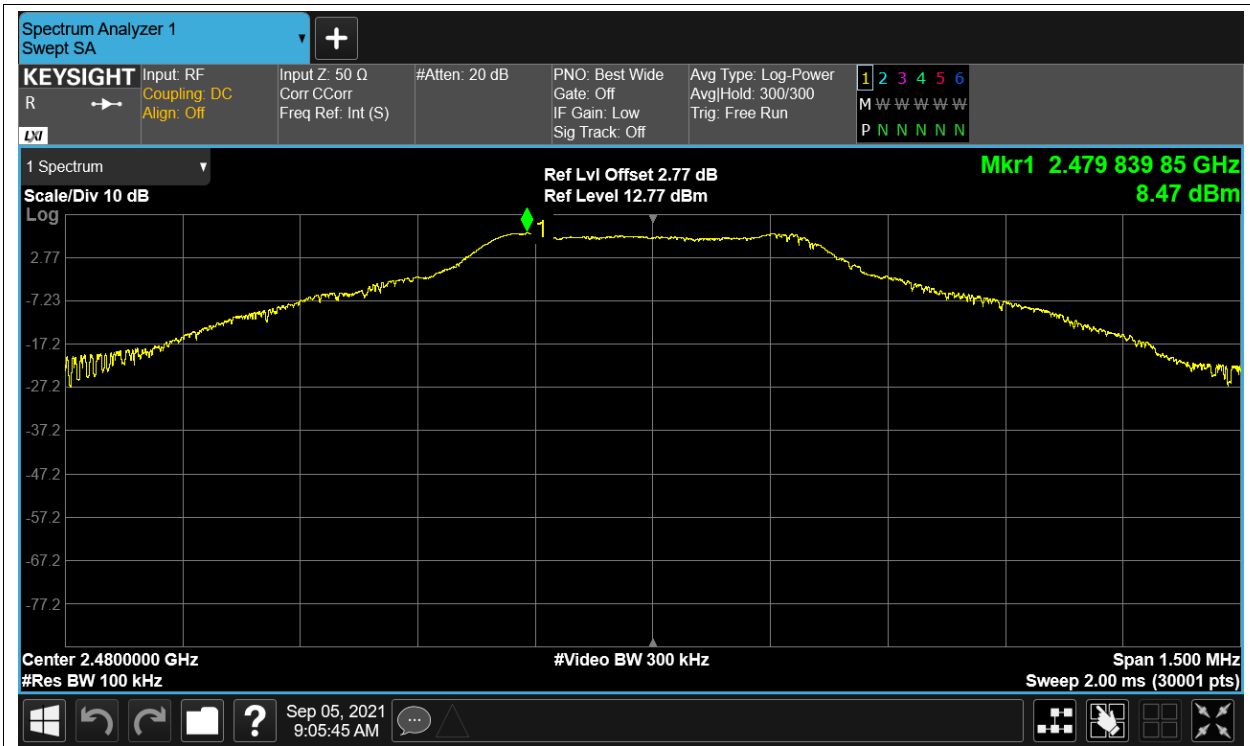 Spectrum Analyzer 1
Swept SA
KEYSIGHT
R
LXI
Input: RF
Coupling: DC
Align: Off
Input Z: 50 Ω
Corr CCorr
Freq Ref: Int (S)
#Atten: 20 dB
PNO: Best Wide
Gate: Off
IF Gain: Low
Sig Track: Off
Avg Type: Log-Power
Avg|Hold: 300/300
Trig: Free Run
1 2 3 4 5 6
M W W W W W
P N N N N N
1 Spectrum
Scale/Div 10 dB
Log
Ref Lvl Offset 2.77 dB
Ref Level 12.77 dBm
Mkr1 2.479 839 85 GHz
8.47 dBm
1
2.77
-7.23
-17.2
-27.2
-37.2
-47.2
-57.2
-67.2
-77.2
Center 2.4800000 GHz
#Video BW 300 kHz
Span 1.500 MHz
#Res BW 100 kHz
Sweep 2.00 ms (30001 pts)
?
Sep 05, 2021
9:05:45 AM